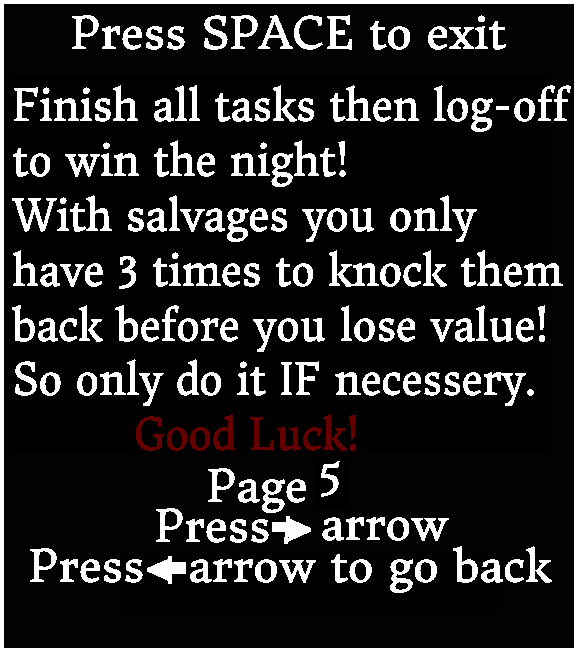 Press SPACE to exit
Finish all tasks then log-off
to win the night!
With salvages you only
have 3 times to knock them
back before you lose value!
So only do it IF necessery.
Good Luck!
Page 5
Press arrow
Press arrow to go back